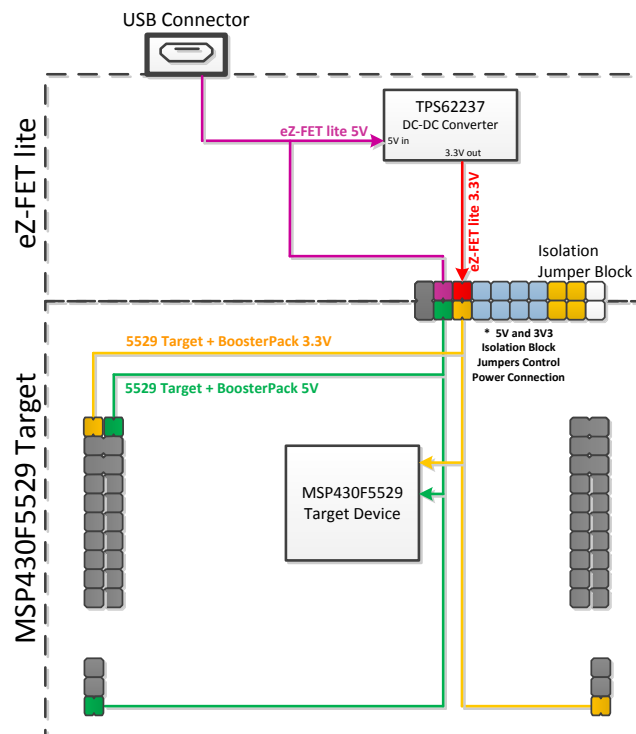 USB Connector
eZ-FET lite
TPS62237
DC-DC Converter
5V in
3.3V out
eZ-FET lite 5V
eZ-FET lite 3.3V
Isolation
Jumper Block
* 5V and 3V3
Isolation Block
Jumpers Control
Power Connection
MSP430F5529 Target
5529 Target + BoosterPack 3.3V
5529 Target + BoosterPack 5V
MSP430F5529
Target Device